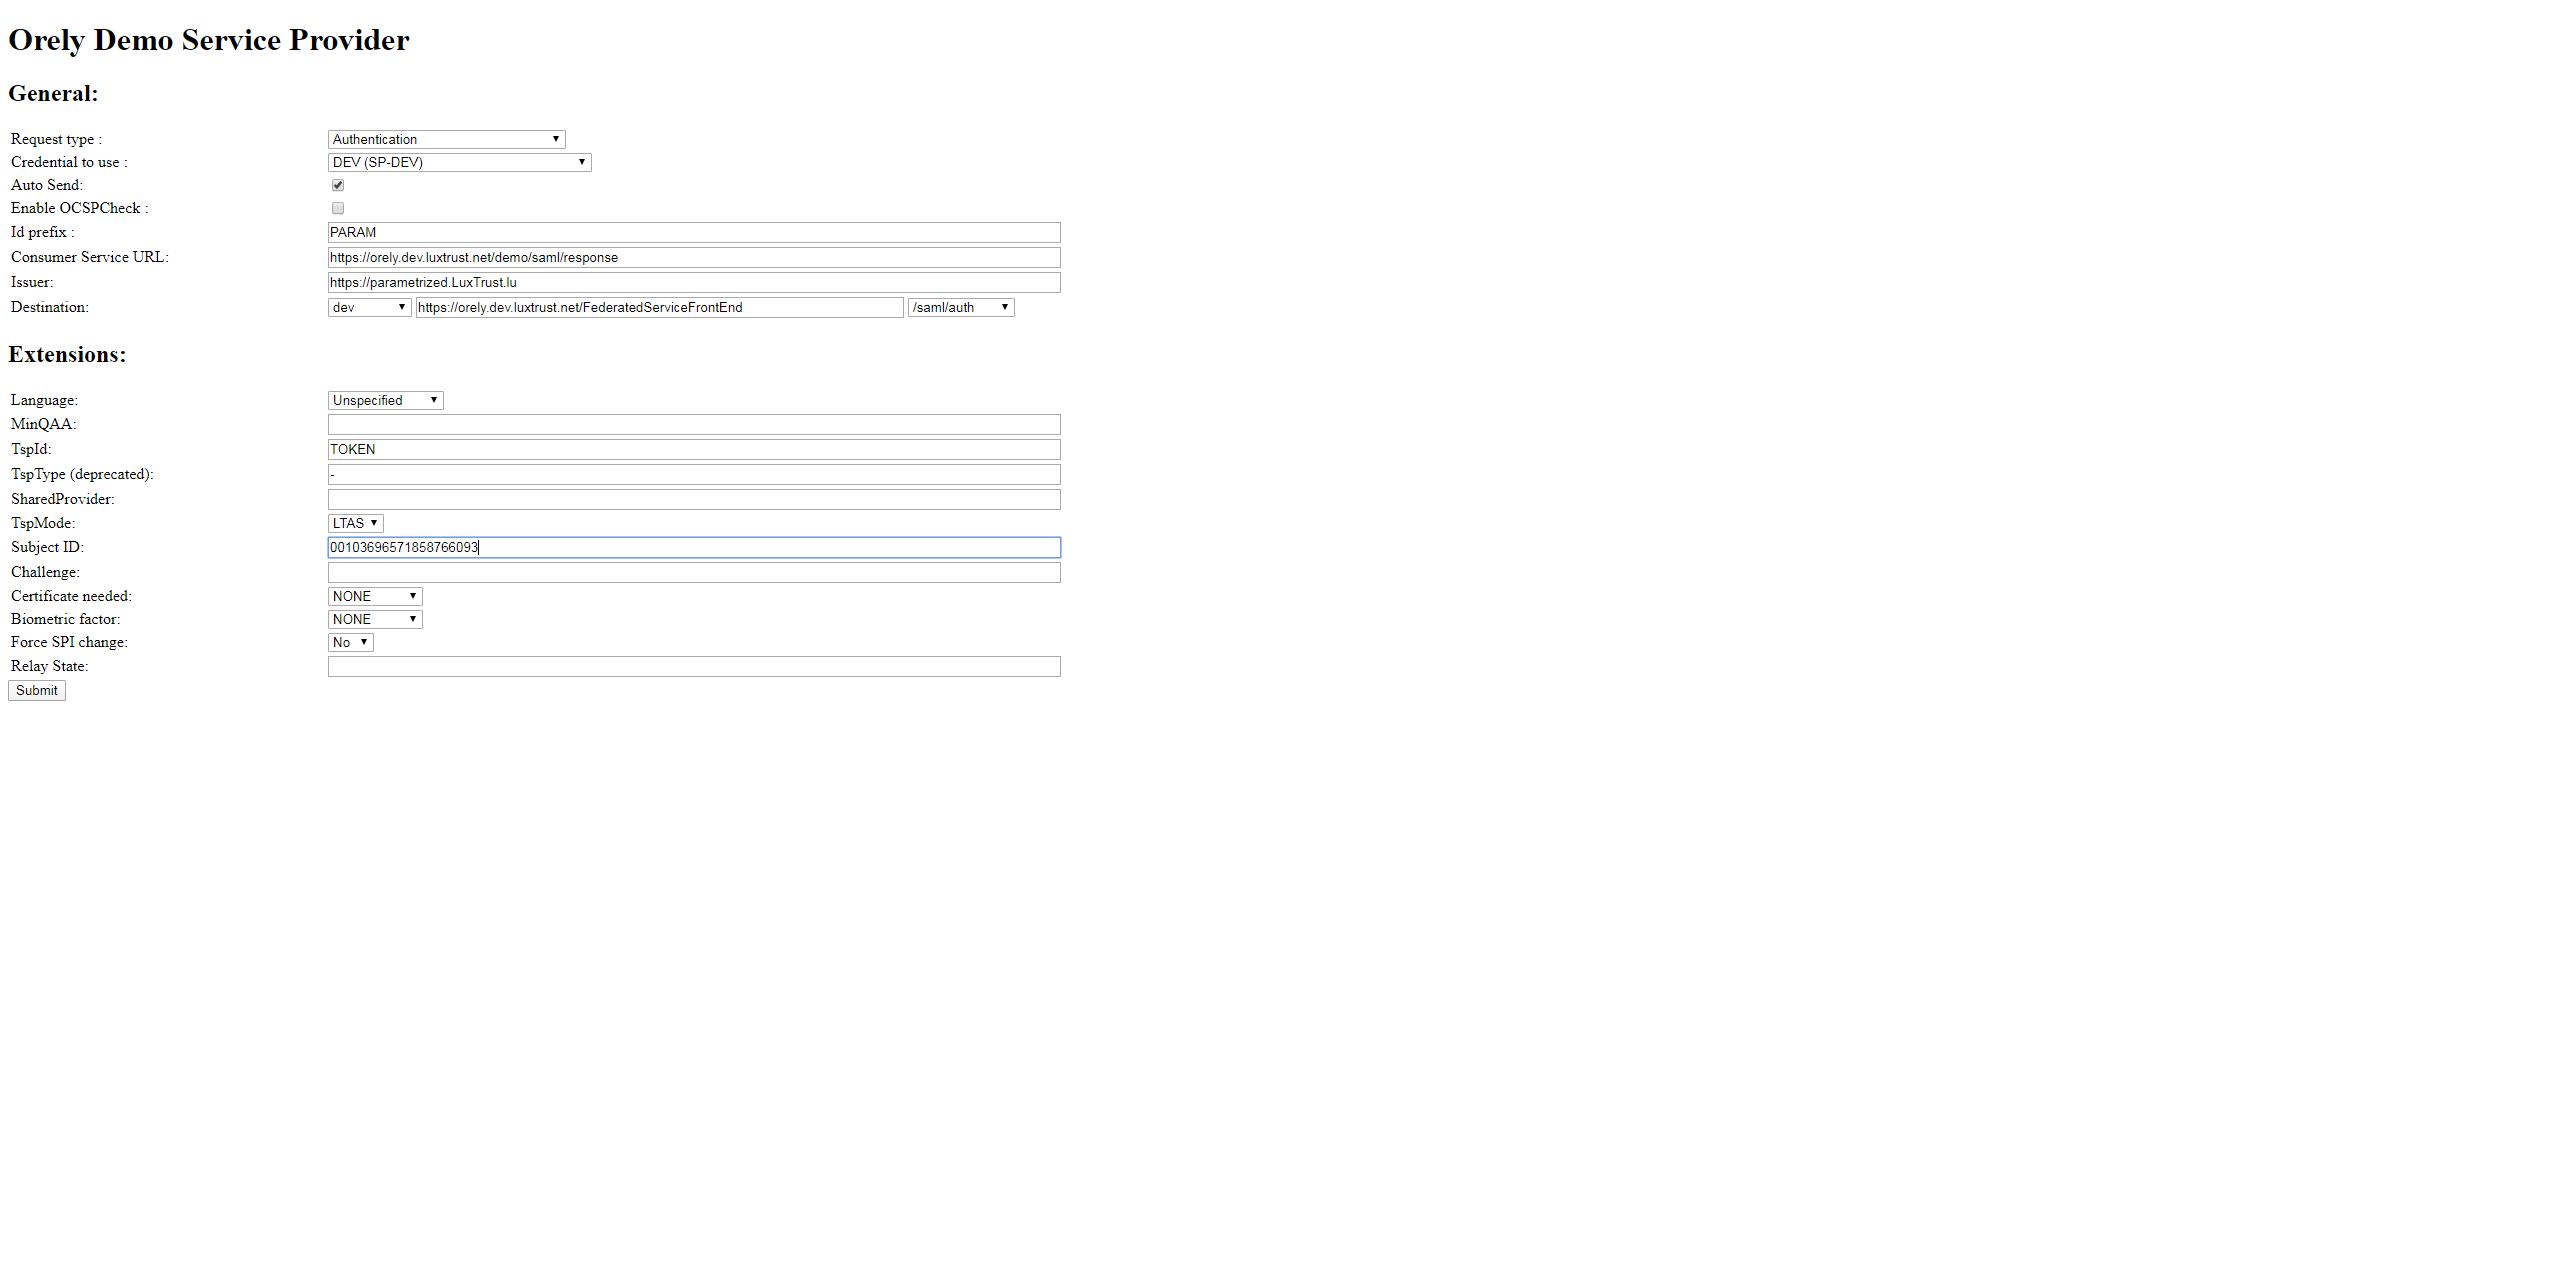 Orely Demo Service Provider
General:
Request type : Authentication
Credential to use : DEV (SP-DEV)
Auto Send:
Enable OCSPCheck :
Id prefix : PARAM
Consumer Service URL: https://orely.dev.luxtrust.net/demo/saml/response
Issuer: https://parametrized.LuxTrust.lu
Destination: dev https://orely.dev.luxtrust.net/FederatedServiceFrontEnd /saml/auth
Extensions:
Language: Unspecified
MinQAA:
TspId: TOKEN
TspType (deprecated): -
SharedProvider:
TspMode: LTAS
Subject ID: 00103696571858766093
Challenge:
Certificate needed: NONE
Biometric factor: NONE
Force SPI change: No
Relay State:
Submit